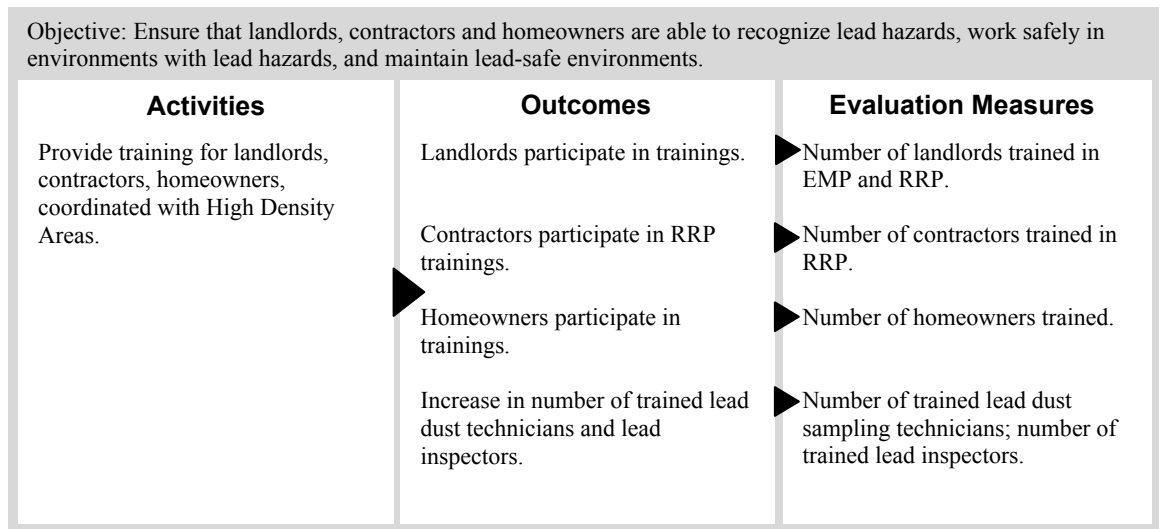 Objective: Ensure that landlords, contractors and homeowners are able to recognize lead hazards, work safely in
environments with lead hazards, and maintain lead-safe environments.
Activities
Provide training for landlords,
contractors, homeowners,
coordinated with High Density
Areas.
Outcomes
Landlords participate in trainings.
Contractors participate in RRP
trainings.
Homeowners participate in
trainings.
Increase in number of trained lead
dust technicians and lead
inspectors.
Evaluation Measures
Number of landlords trained in
EMP and RRP.
Number of contractors trained in
RRP.
Number of homeowners trained.
Number of trained lead dust
sampling technicians; number of
trained lead inspectors.